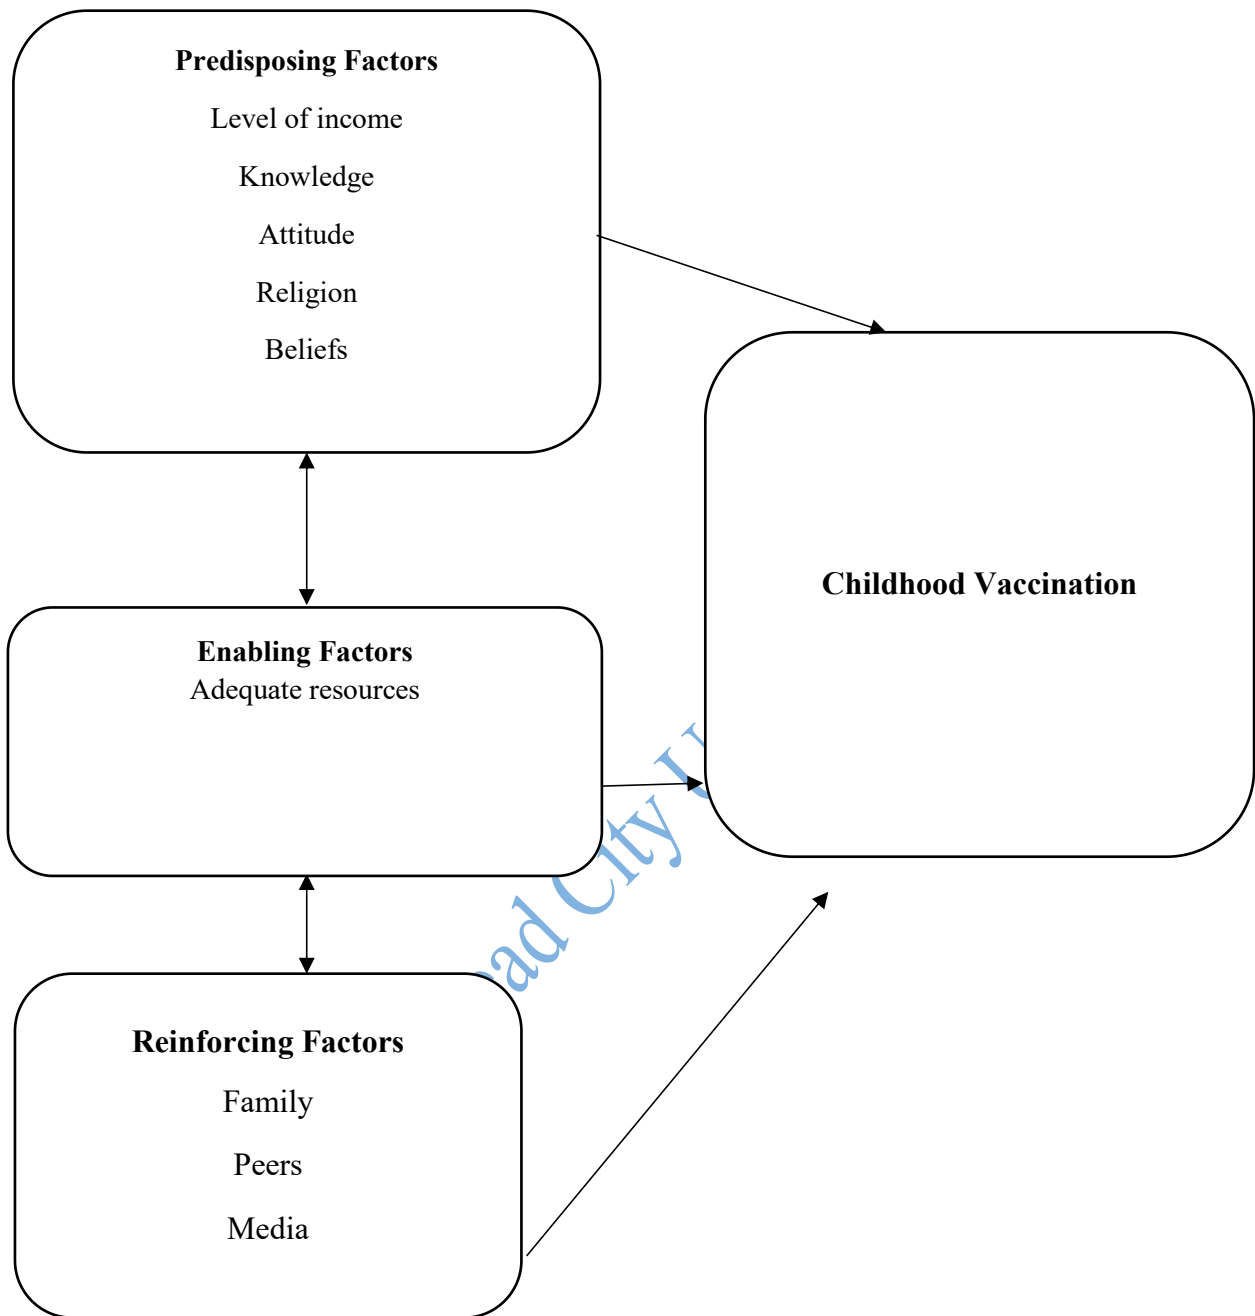 Predisposing Factors
Level of income
Knowledge
Attitude
Religion
Beliefs
Childhood Vaccination
Enabling Factors
Adequate resources
City
Reinforcing Factors
Family
Peers
Media